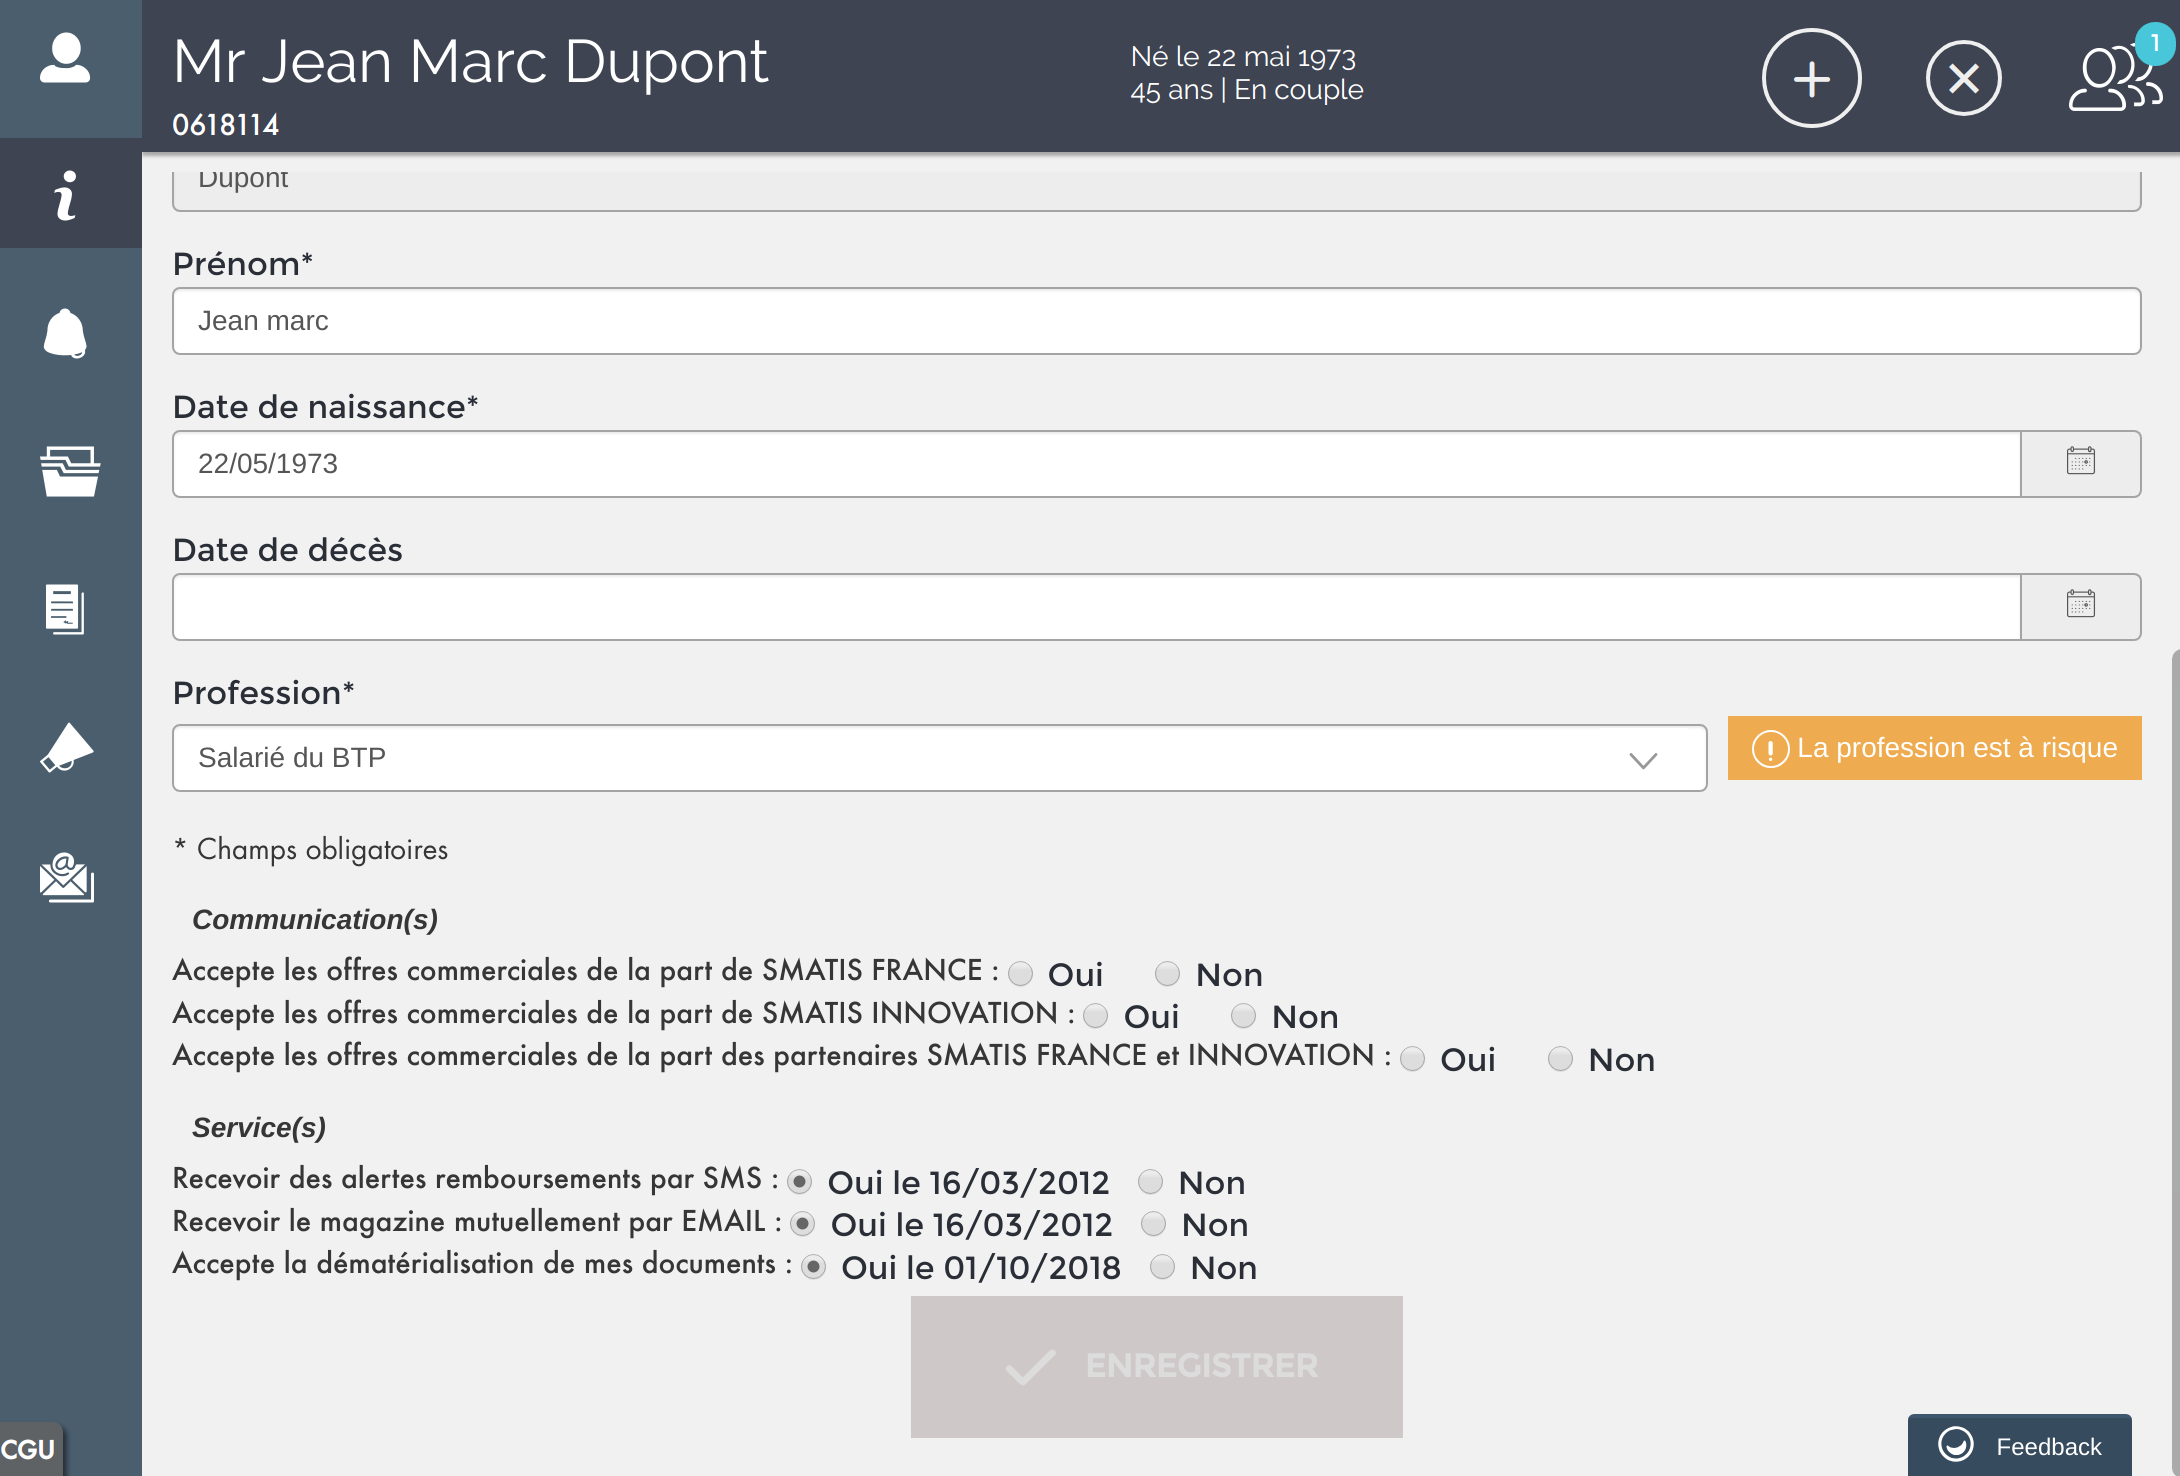 Mr Jean Marc Dupont
0618114
Né le 22 mai 1973
45 ans | En couple
1
Dupont
Prénom*
Jean marc
Date de naissance*
22/05/1973
Date de décès
Profession*
Salarié du BTP
La profession est à risque
* Champs obligatoires
Communication(s)
Accepte les offres commerciales de la part de SMATIS FRANCE : Oui Non
Accepte les offres commerciales de la part de SMATIS INNOVATION : Oui Non
Accepte les offres commerciales de la part des partenaires SMATIS FRANCE et INNOVATION : Oui Non
Service(s)
Recevoir des alertes remboursements par SMS : Oui le 16/03/2012 Non
Recevoir le magazine mutuellement par EMAIL : Oui le 16/03/2012 Non
Accepte la dématérialisation de mes documents : Oui le 01/10/2018 Non
ENREGISTRER
CGU
Feedback